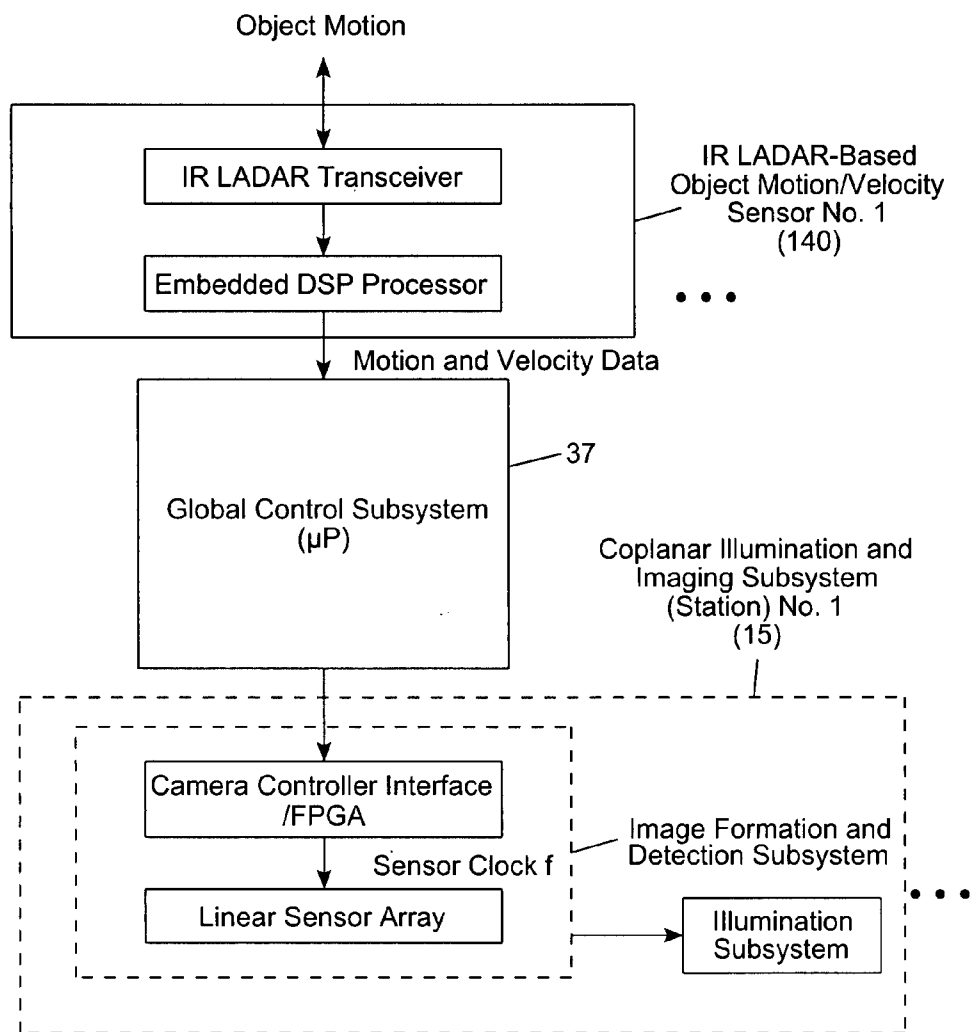 Object Motion
IR LADAR Transceiver
Embedded DSP Processor
IR LADAR-Based
Object Motion/Velocity
Sensor No. 1
(140)
Motion and Velocity Data
37
Global Control Subsystem
(µP)
Coplanar Illumination and
Imaging Subsystem
(Station) No. 1
(15)
Camera Controller Interface
/FPGA
Sensor Clock f
Linear Sensor Array
Image Formation and
Detection Subsystem
Illumination
Subsystem